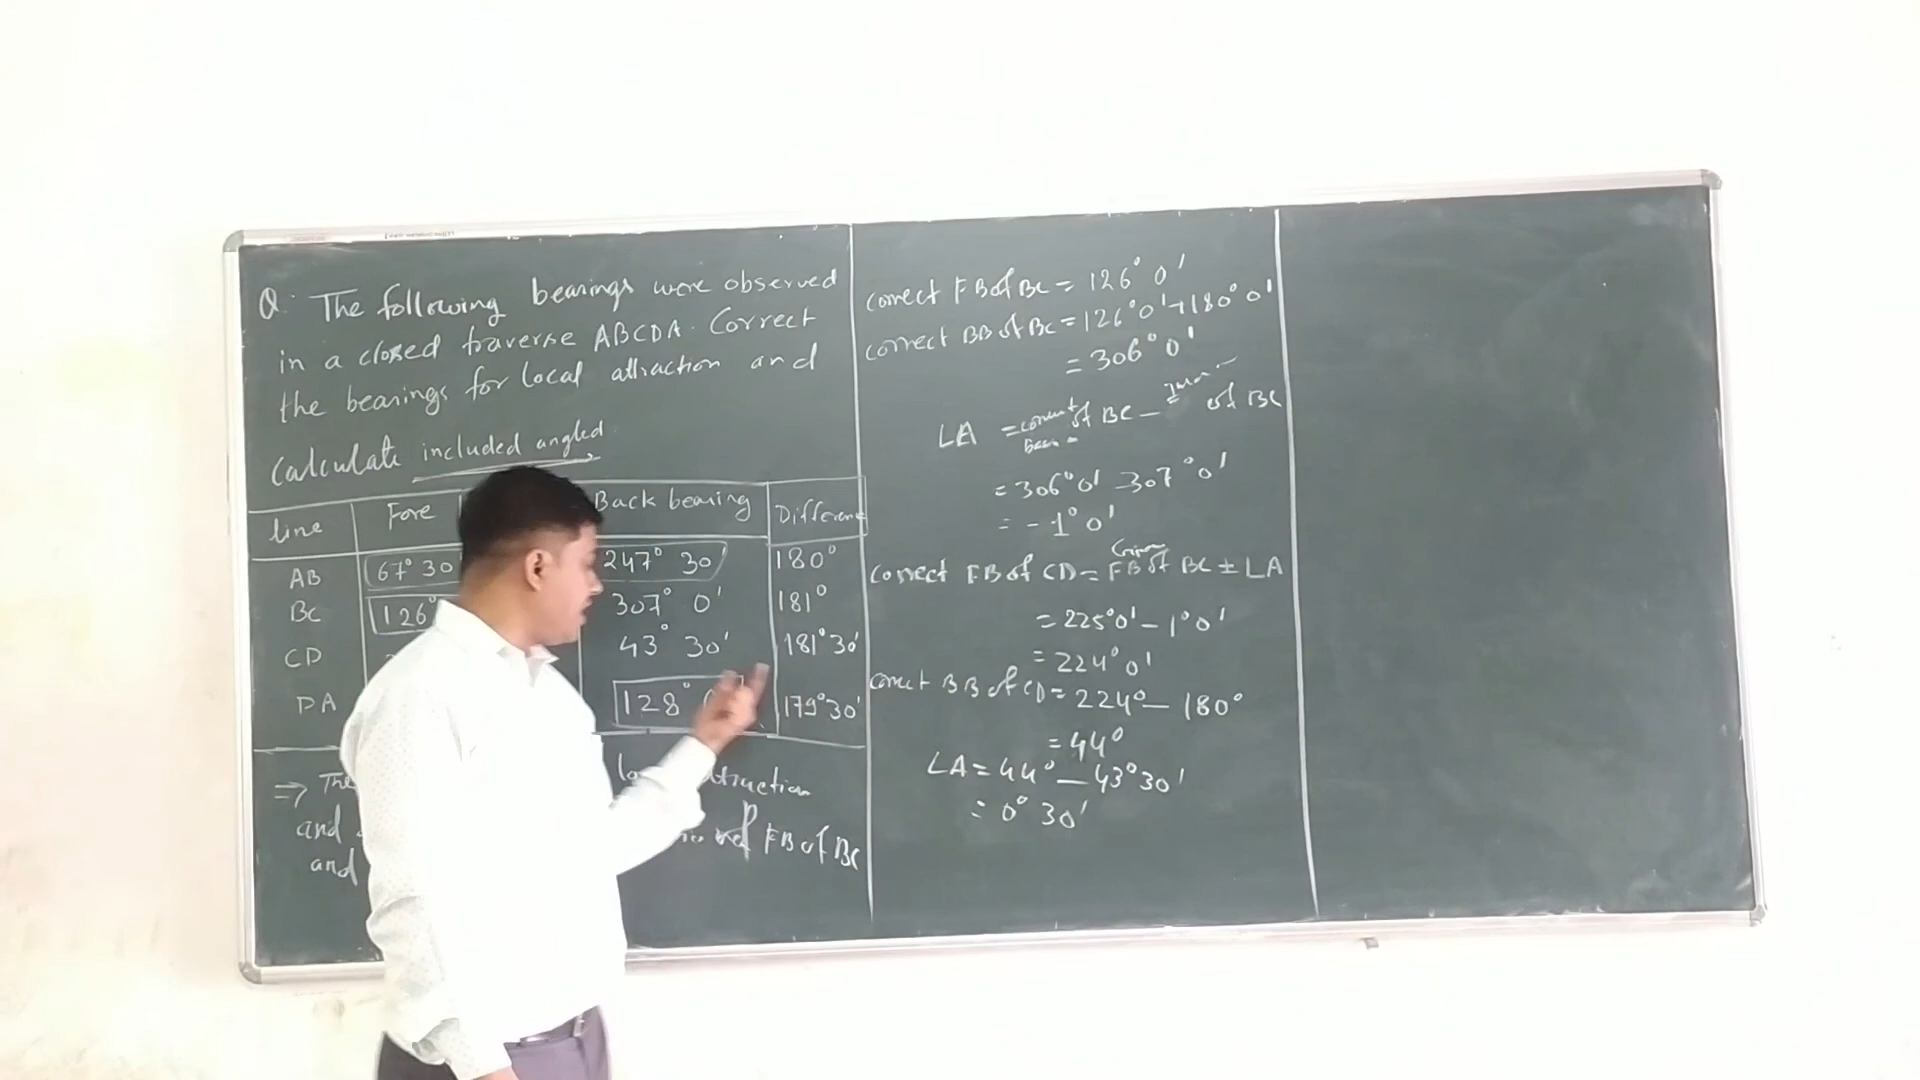 Q. The following bearings were observed
in a closed traverse ABCDA. Correct
the bearings for local attraction and
Calculate included angled.
line Fore Back bearing Differen
AB 67° 30 247° 30 180°
BC 126° 307° 0' 181°
CD 43° 30' 181° 30'
DA 128° 179° 30'
⇒ The
and FB of BC
and
correct FB of BC = 126° 0'
correct BB of BC = 126° 0' + 180° 0'
= 306° 0'
LA = correct of BC - of BC
= 306° 0' - 307° 0'
= - 1° 0'
correct FB of CD = FB of BC ± LA
= 225° 0' - 1° 0'
= 224° 0'
correct BB of CD = 224° - 180°
= 44°
LA = 44° - 43° 30'
= 0° 30'